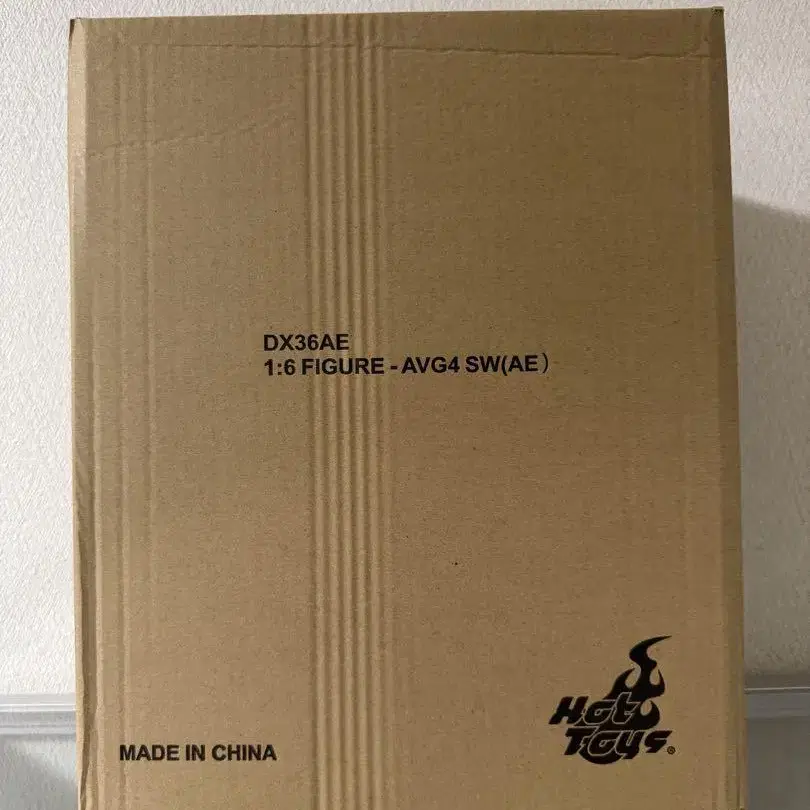 DX36AE
1:6 FIGURE - AVG4 SW(AE)
MADE IN CHINA
Hot
Toys®